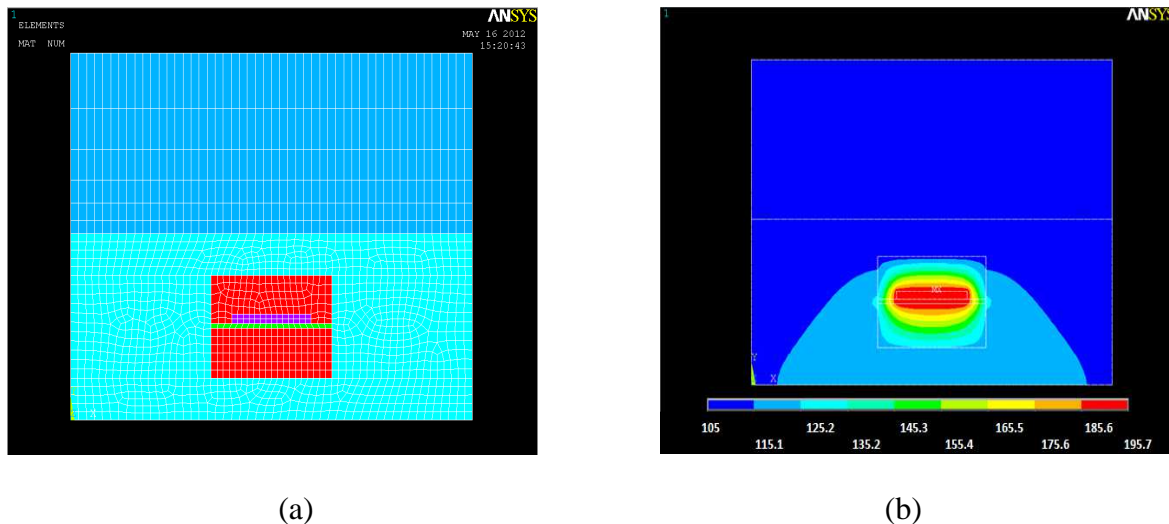 1
ELEMENTS
MAT NUM
ANSYS
MAY 16 2012
15:20:43
X
1
ANSYS
MX
Y
X
105 125.2 145.3 165.5 185.6
115.1 135.2 155.4 175.6 195.7
(a) (b)